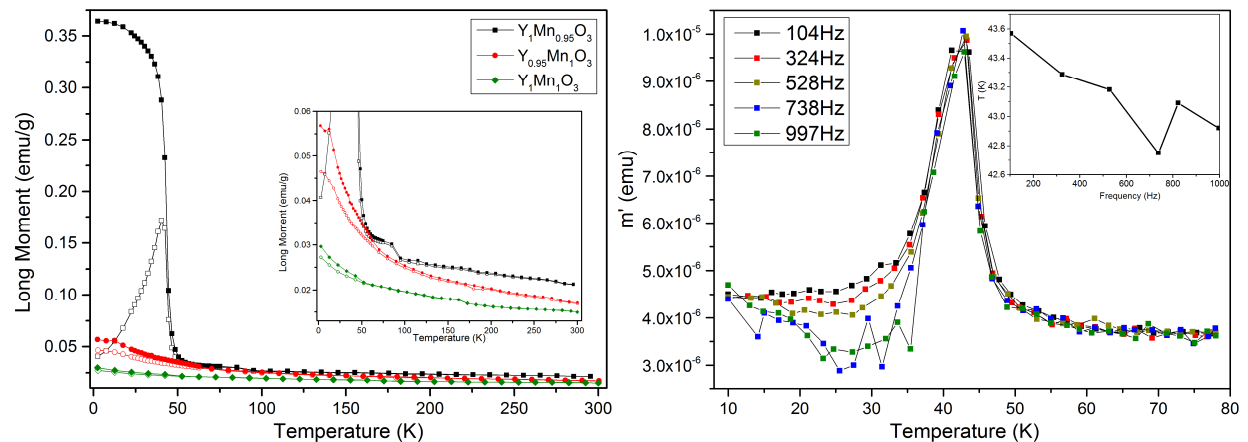 0.35
0.30
0.25
0.20
0.15
0.10
0.05
Long Moment (emu/g)
0 50 100 150 200 250 300
Temperature (K)
Y1Mn0.95O3
Y0.95Mn1O3
Y1Mn1O3
0.06
0.05
0.04
0.03
0.02
0.01
Long Moment (emu/g)
0 50 100 150 200 250 300
Temperature (K)
1.0x10-5
9.0x10-6
8.0x10-6
7.0x10-6
6.0x10-6
5.0x10-6
4.0x10-6
3.0x10-6
m' (emu)
10 20 30 40 50 60 70 80
Temperature (K)
104Hz
324Hz
528Hz
738Hz
997Hz
43.6
43.4
43.2
43.0
42.8
42.6
T (K)
200 400 600 800 1000
Frequency (Hz)